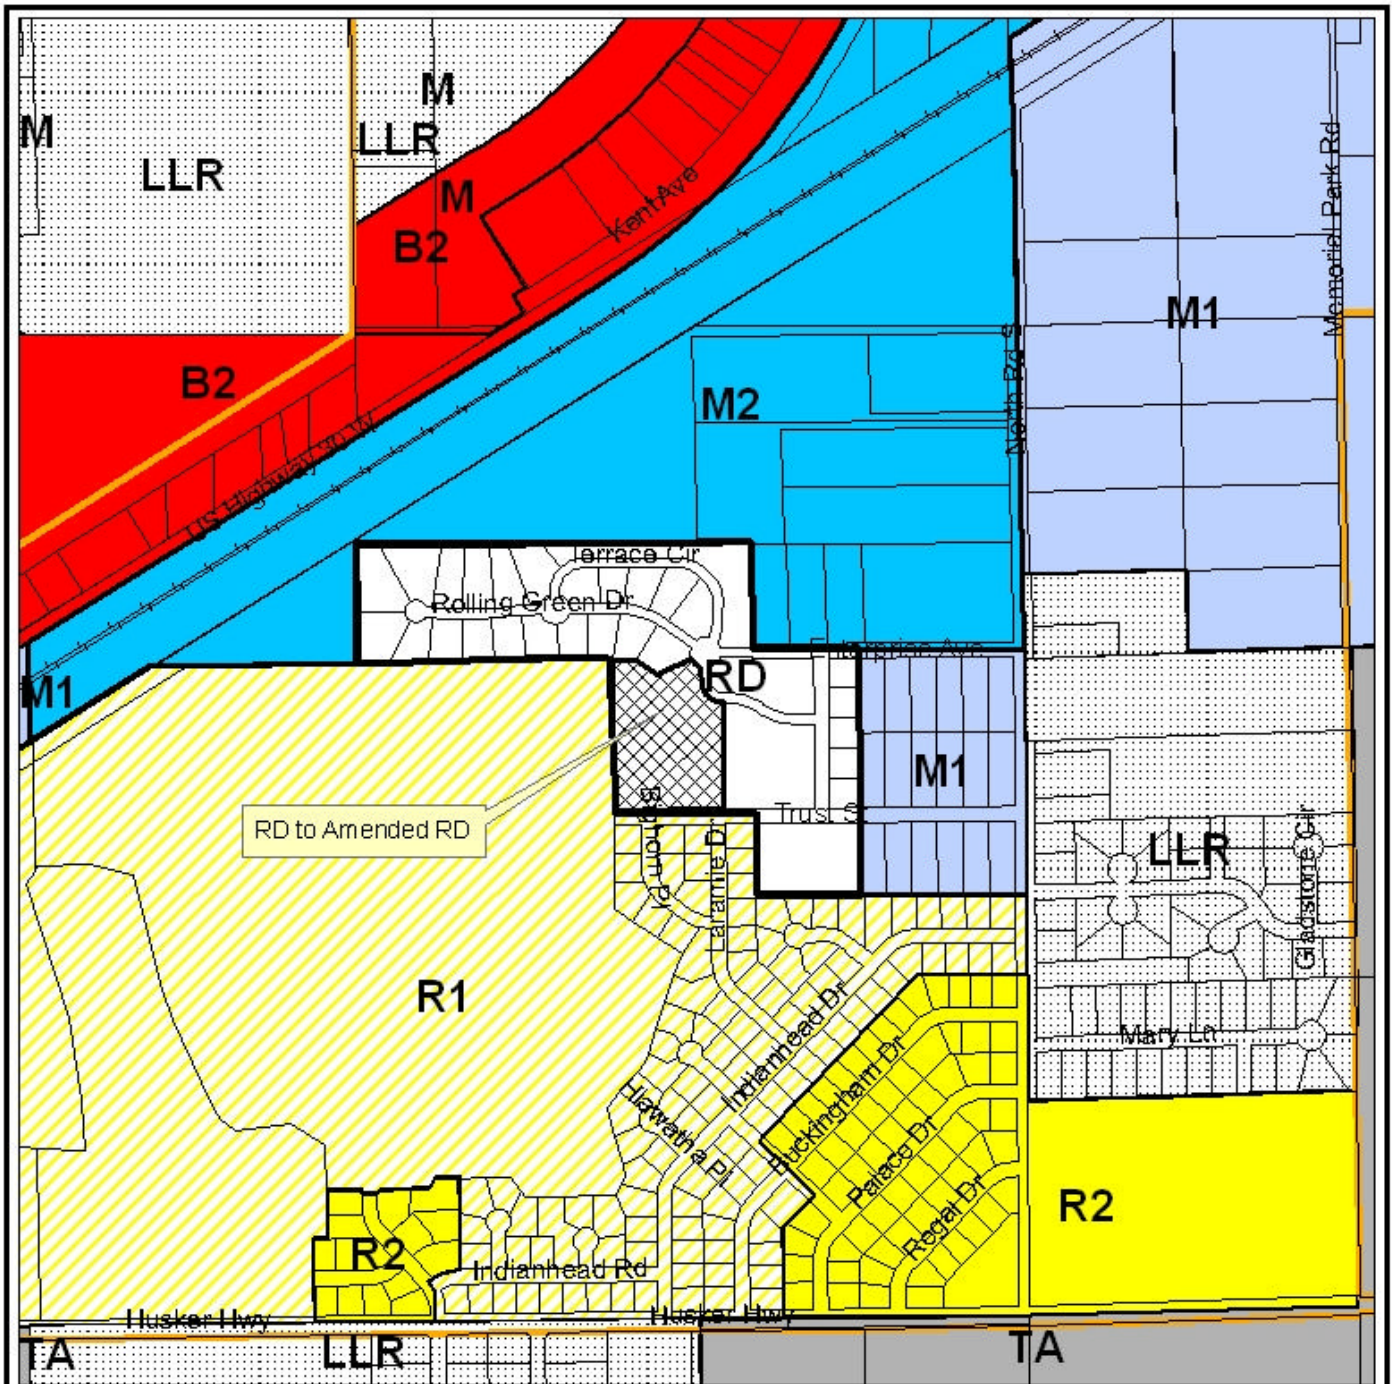 M
LLR
M
LLR
M
B2
Kent Ave
Memorial Park Rd
M1
B2
M2
North Rd S
US Highway 30 W
Terrace Cir
Rolling Green Dr
Enterprise Ave
RD
M1
M1
RD to Amended RD
Bighorn Pl
Laramie Dr
Trust St
LLR
Gladstone Cir
R1
Indianhead Dr
Mary Ln
Buckingham Dr
Hiawatha Pl
Palace Dr
Regal Dr
R2
R2
Indianhead Rd
Husker Hwy
Husker Hwy
TA
LLR
TA